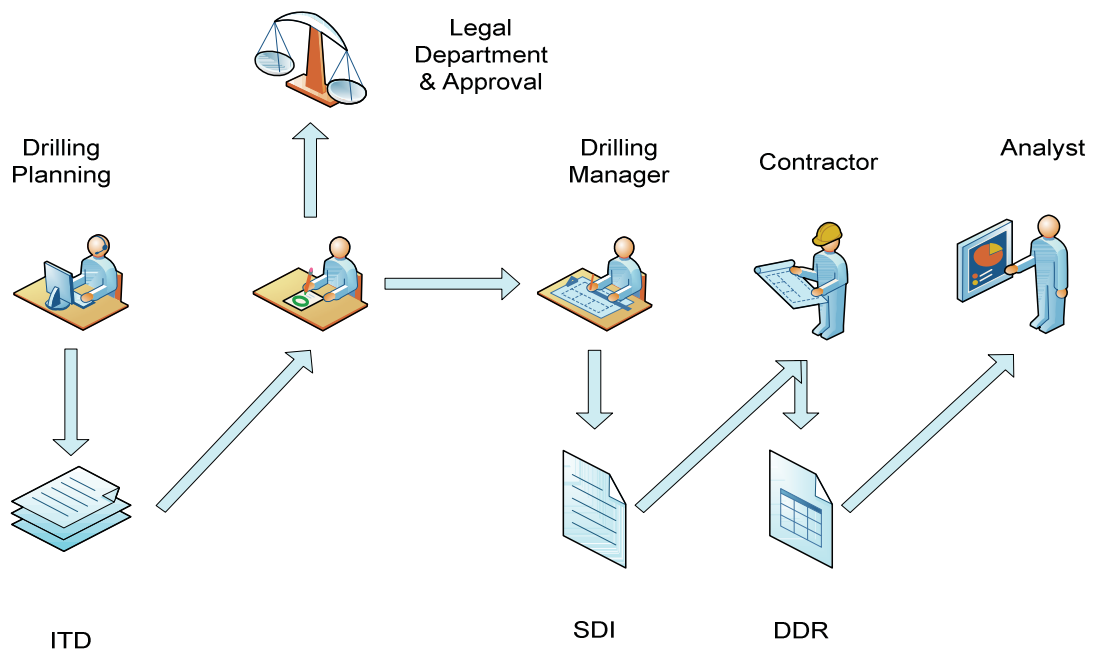 Legal
Department
& Approval
Drilling
Planning
Drilling
Manager
Contractor
Analyst
ITD
SDI
DDR